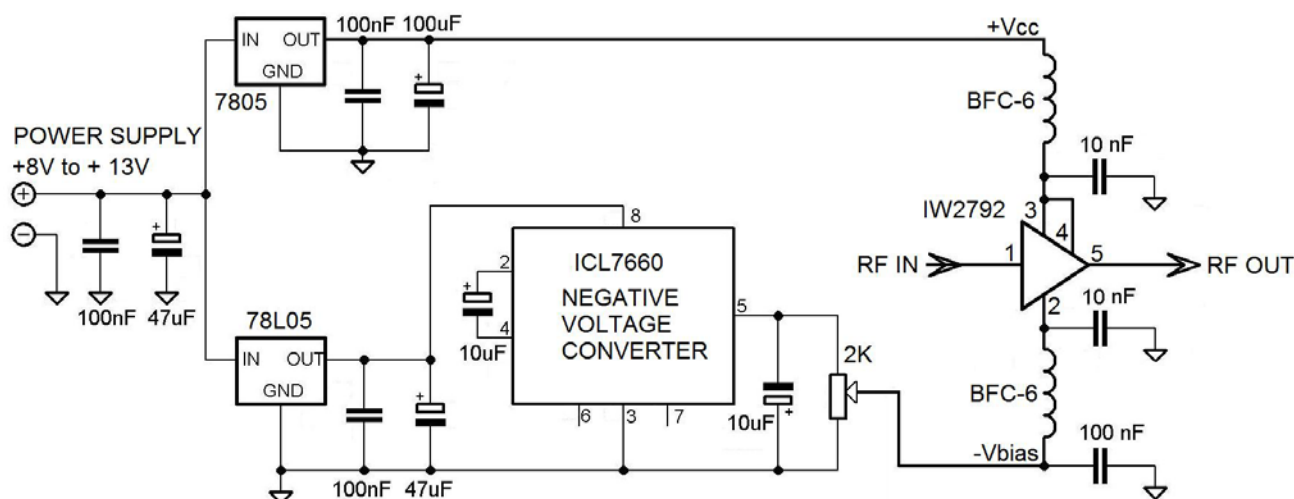 100nF 100uF
+Vcc
IN OUT
GND
+
7805
BFC-6
POWER SUPPLY
+8V to + 13V
10 nF
+
+
-
100nF 47uF
8
IW2792
3
4
2
ICL7660
RF IN
1
5
RF OUT
+
NEGATIVE
VOLTAGE
CONVERTER
4
5
10uF
2
10 nF
78L05
2K
IN OUT
GND
+
10uF
+
6
3
7
BFC-6
100 nF
-Vbias
100nF 47uF